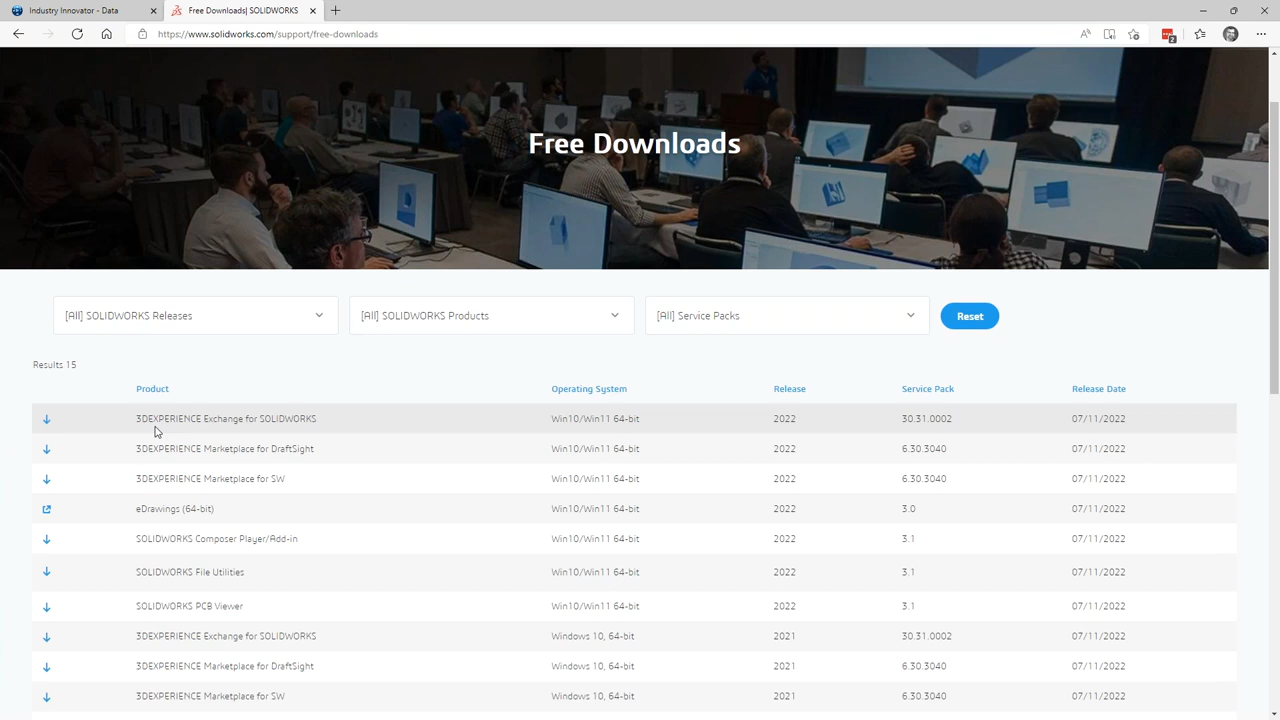 Industry Innovator - Data
Free Downloads| SOLIDWORKS
https://www.solidworks.com/support/free-downloads
2
Free Downloads
[All] SOLIDWORKS Releases [All] SOLIDWORKS Products [All] Service Packs Reset
Results 15
Product Operating System Release Service Pack Release Date
3DEXPERIENCE Exchange for SOLIDWORKS Win10/Win11 64-bit 2022 30.31.0002 07/11/2022
3DEXPERIENCE Marketplace for DraftSight Win10/Win11 64-bit 2022 6.30.3040 07/11/2022
3DEXPERIENCE Marketplace for SW Win10/Win11 64-bit 2022 6.30.3040 07/11/2022
eDrawings (64-bit) Win10/Win11 64-bit 2022 3.0 07/11/2022
SOLIDWORKS Composer Player/Add-in Win10/Win11 64-bit 2022 3.1 07/11/2022
SOLIDWORKS File Utilities Win10/Win11 64-bit 2022 3.1 07/11/2022
SOLIDWORKS PCB Viewer Win10/Win11 64-bit 2022 3.1 07/11/2022
3DEXPERIENCE Exchange for SOLIDWORKS Windows 10, 64-bit 2021 30.31.0002 07/11/2022
3DEXPERIENCE Marketplace for DraftSight Windows 10, 64-bit 2021 6.30.3040 07/11/2022
3DEXPERIENCE Marketplace for SW Windows 10, 64-bit 2021 6.30.3040 07/11/2022